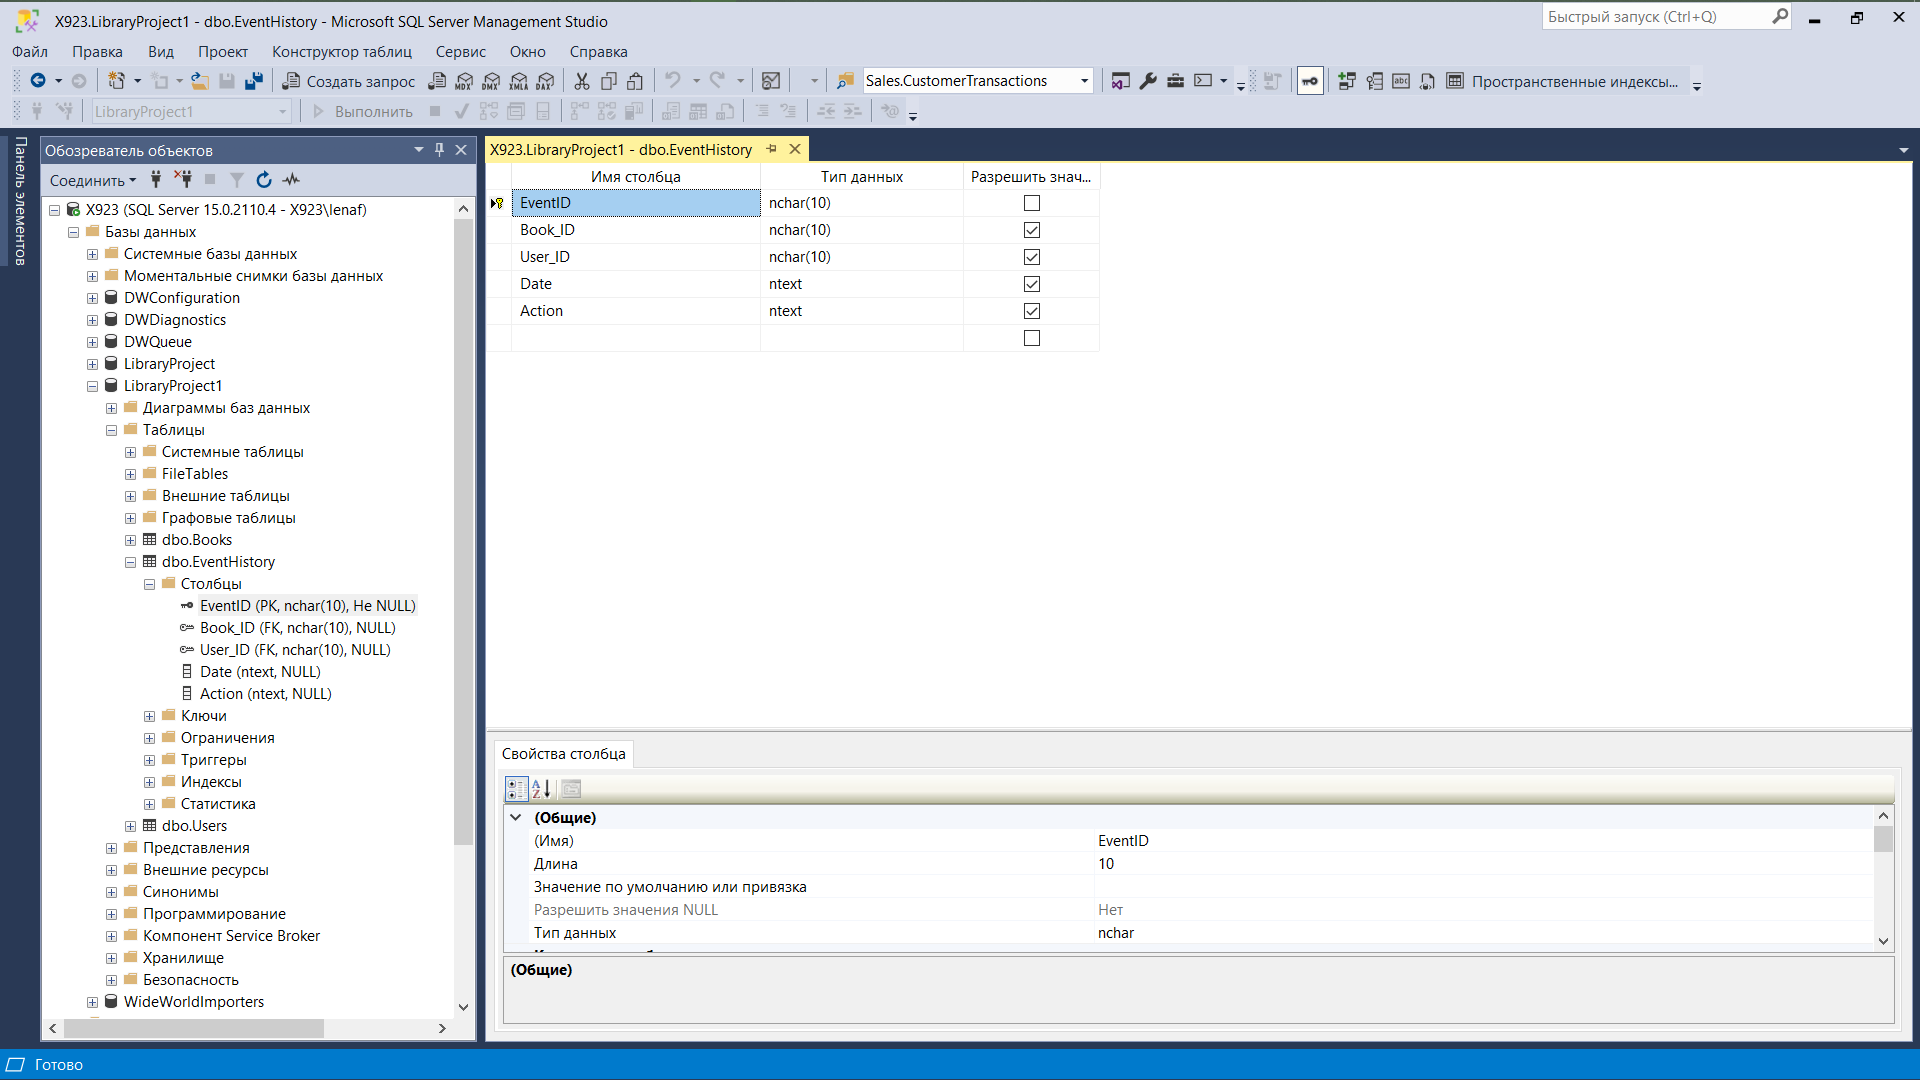 X923.LibraryProject1 - dbo.EventHistory - Microsoft SQL Server Management Studio
Быстрый запуск (Ctrl+Q)
Файл Правка Вид Проект Конструктор таблиц Сервис Окно Справка
Создать запрос MDX DMX XMLA DAX Sales.CustomerTransactions abc Пространственные индексы...
LibraryProject1 Выполнить
Панель элементов
Обозреватель объектов
Соединить
X923 (SQL Server 15.0.2110.4 - X923\lenaf)
Базы данных
Системные базы данных
Моментальные снимки базы данных
DWConfiguration
DWDiagnostics
DWQueue
LibraryProject
LibraryProject1
Диаграммы баз данных
Таблицы
Системные таблицы
FileTables
Внешние таблицы
Графовые таблицы
dbo.Books
dbo.EventHistory
Столбцы
EventID (PK, nchar(10), Не NULL)
Book_ID (FK, nchar(10), NULL)
User_ID (FK, nchar(10), NULL)
Date (ntext, NULL)
Action (ntext, NULL)
Ключи
Ограничения
Триггеры
Индексы
Статистика
dbo.Users
Представления
Внешние ресурсы
Синонимы
Программирование
Компонент Service Broker
Хранилище
Безопасность
WideWorldImporters
X923.LibraryProject1 - dbo.EventHistory
Имя столбца Тип данных Разрешить знач...
EventID nchar(10)
Book_ID nchar(10)
User_ID nchar(10)
Date ntext
Action ntext
Свойства столбца
(Общие)
(Имя) EventID
Длина 10
Значение по умолчанию или привязка
Разрешить значения NULL Нет
Тип данных nchar
(Общие)
Готово